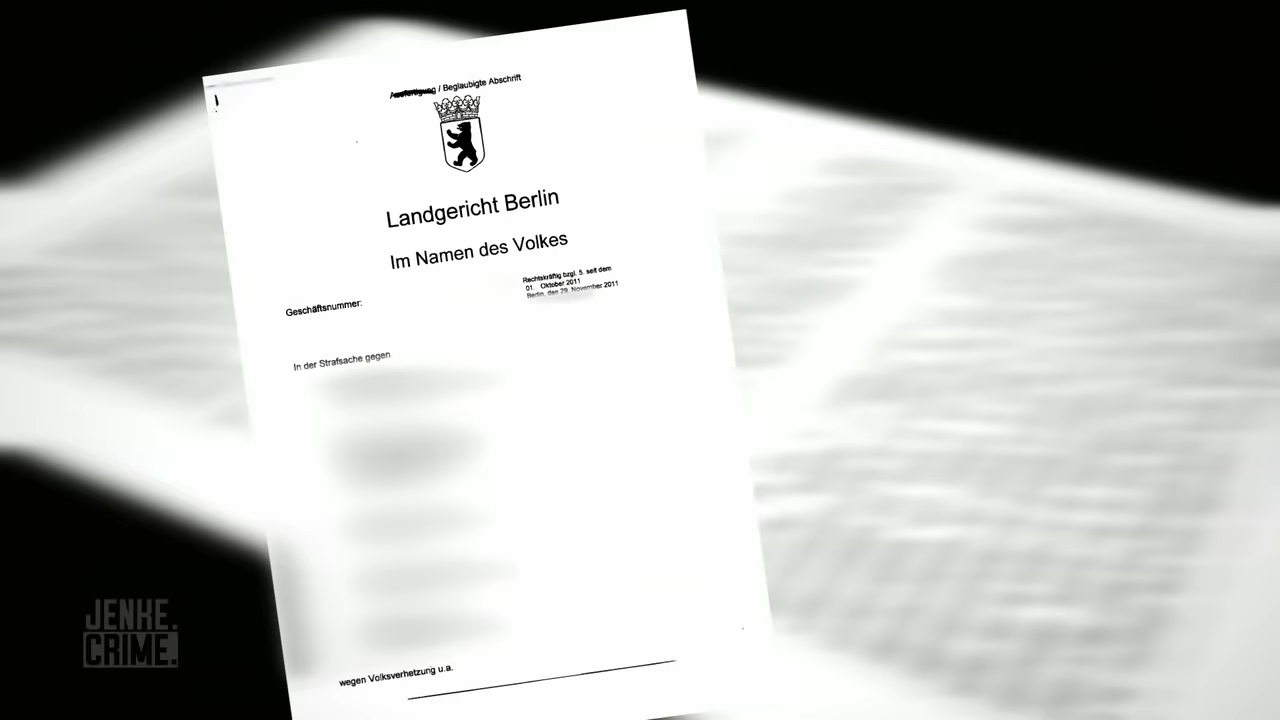 Ausfertigung / Beglaubigte Abschrift
Landgericht Berlin
Im Namen des Volkes
Rechtskräftig bzgl. 5. seit dem
01. Oktober 2011
Berlin, den 29. November 2011
Geschäftsnummer:
In der Strafsache gegen
wegen Volksverhetzung u.a.
JENKE.
CRIME.